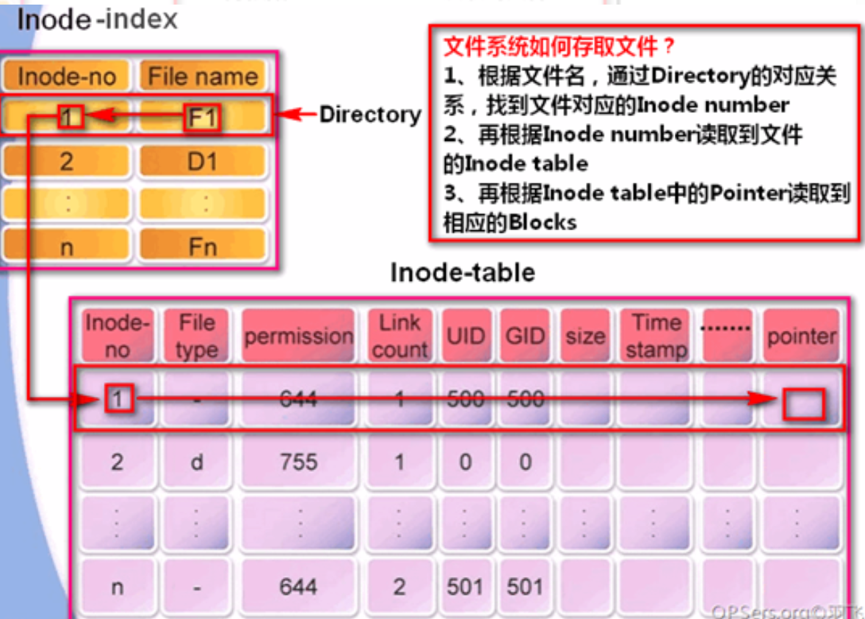 Inode-index
Inode-no File name
1 F1
2 D1
: :
n Fn
Directory
文件系统如何存取文件？
1、根据文件名，通过Directory的对应关
系，找到文件对应的Inode number
2、再根据Inode number读取到文件
的Inode table
3、再根据Inode table中的Pointer读取到
相应的Blocks
Inode-table
Inode-
no
File
type
permission
Link
count
UID
GID
size
Time
stamp
.......
pointer
1 - 644 1 500 500
2 d 755 1 0 0
: : : : : : : : : :
n - 644 2 501 501
OPSers.org©羽飞